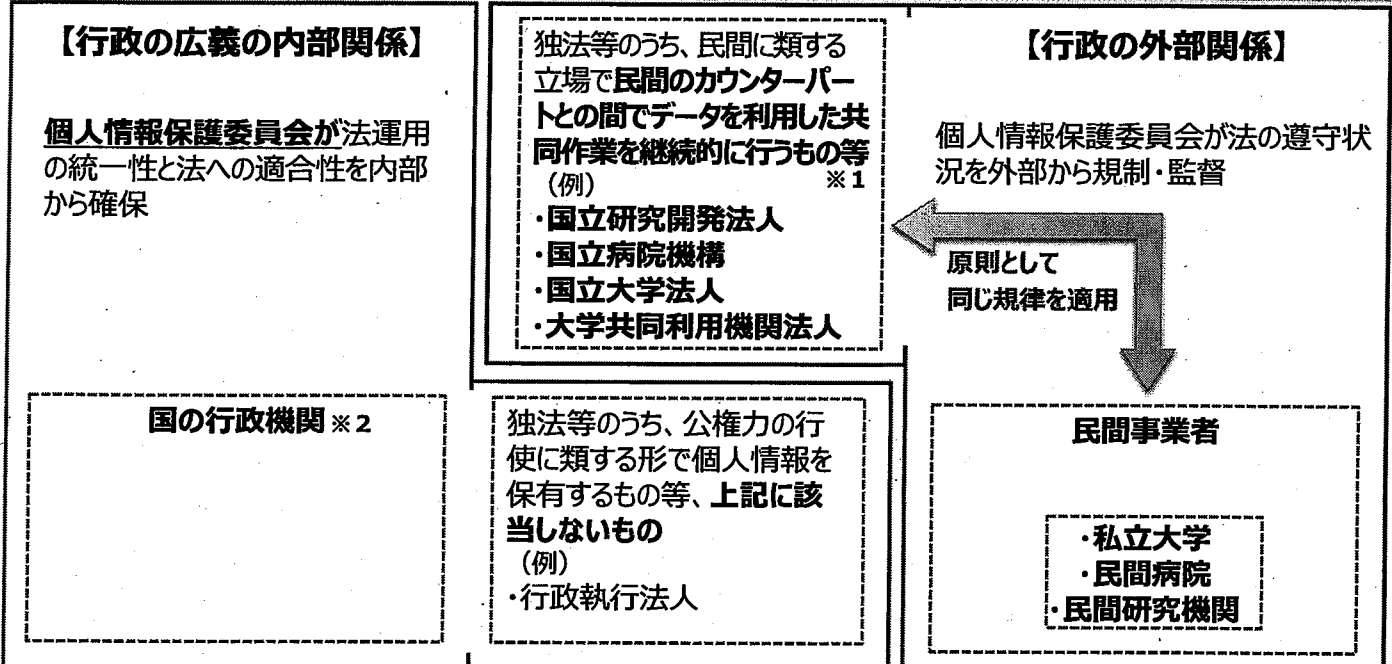 【行政の広義の内部関係】
個人情報保護委員会が法運用
の統一性と法への適合性を内部
から確保
国の行政機関※2
独法等のうち、民間に類する
立場で民間のカウンターパー
トとの間でデータを利用した共
同作業を継続的に行うもの等
(例) ※1
・国立研究開発法人
・国立病院機構
・国立大学法人
・大学共同利用機関法人
独法等のうち、公権力の行
使に類する形で個人情報を
保有するもの等、上記に該
当しないもの
(例)
・行政執行法人
【行政の外部関係】
個人情報保護委員会が法の遵守状
況を外部から規制・監督
原則として
同じ規律を適用
民間事業者
・私立大学
・民間病院
・民間研究機関